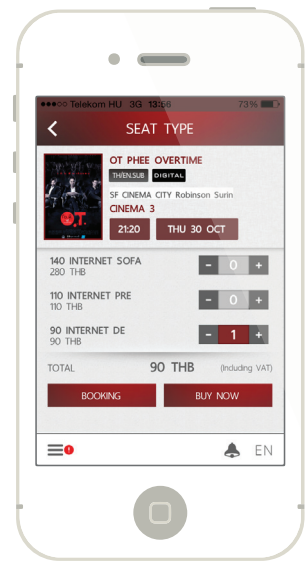 Telekom HU 3G 13:56 73%
SEAT TYPE
OT PHEE OVERTIME
TH/EN.SUB DIGITAL
SF CINEMA CITY Robinson Surin
CINEMA 3
21:20 THU 30 OCT
O.T.
140 INTERNET SOFA
280 THB
- 0 +
110 INTERNET PRE
110 THB
- 0 +
90 INTERNET DE
90 THB
- 1 +
TOTAL 90 THB (Including VAT)
BOOKING BUY NOW
! EN